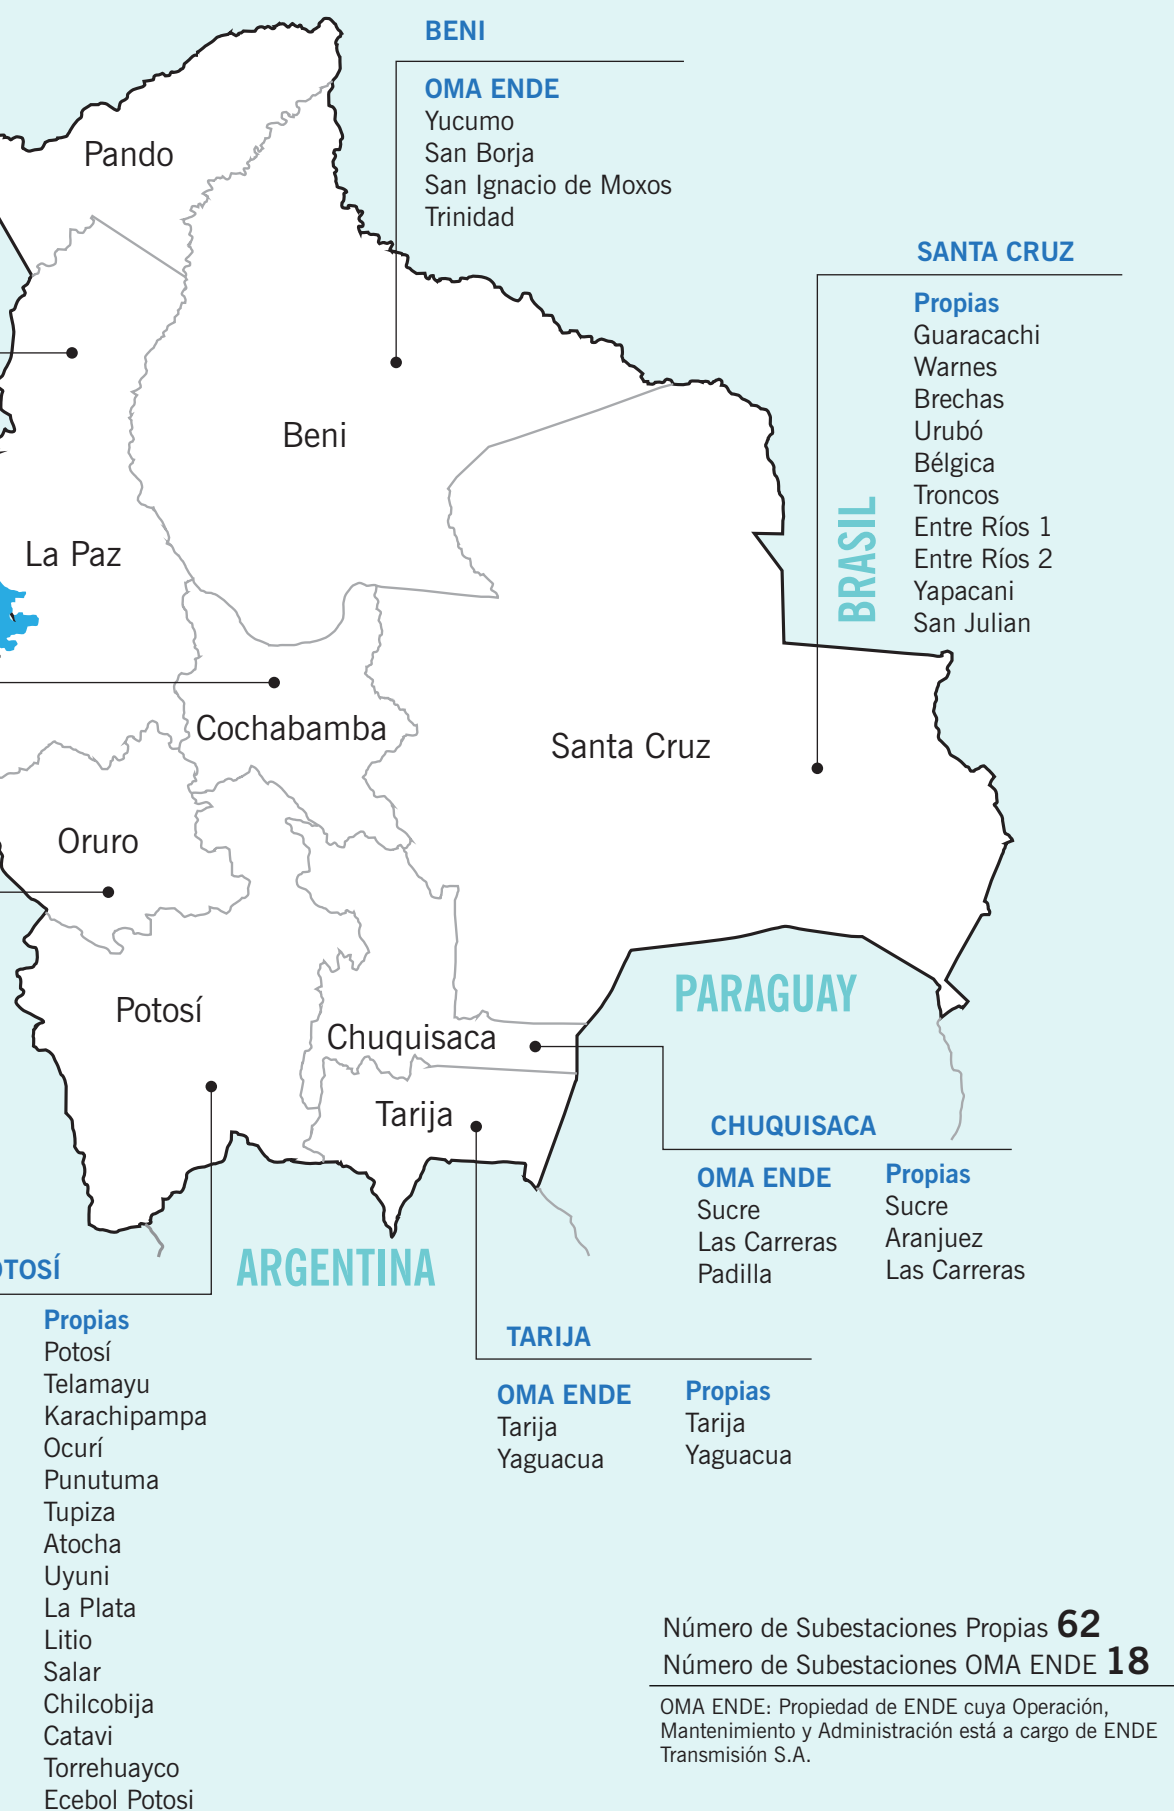 BENI
OMA ENDE
Yucumo
San Borja
San Ignacio de Moxos
Trinidad
Pando
SANTA CRUZ
Propias
Guaracachi
Warnes
Brechas
Urubó
Bélgica
Troncos
Entre Ríos 1
Entre Ríos 2
Yapacani
San Julian
BRASIL
Beni
La Paz
Cochabamba
Santa Cruz
Oruro
Potosí
PARAGUAY
Chuquisaca
Tarija
CHUQUISACA
OMA ENDE
Sucre
Las Carreras
Padilla
Propias
Sucre
Aranjuez
Las Carreras
ARGENTINA
OTOSÍ
Propias
Potosí
Telamayu
Karachipampa
Ocurí
Punutuma
Tupiza
Atocha
Uyuni
La Plata
Litio
Salar
Chilcobija
Catavi
Torrehuayco
Ecebol Potosi
TARIJA
OMA ENDE
Tarija
Yaguacua
Propias
Tarija
Yaguacua
Número de Subestaciones Propias 62
Número de Subestaciones OMA ENDE 18
OMA ENDE: Propiedad de ENDE cuya Operación,
Mantenimiento y Administración está a cargo de ENDE
Transmisión S.A.